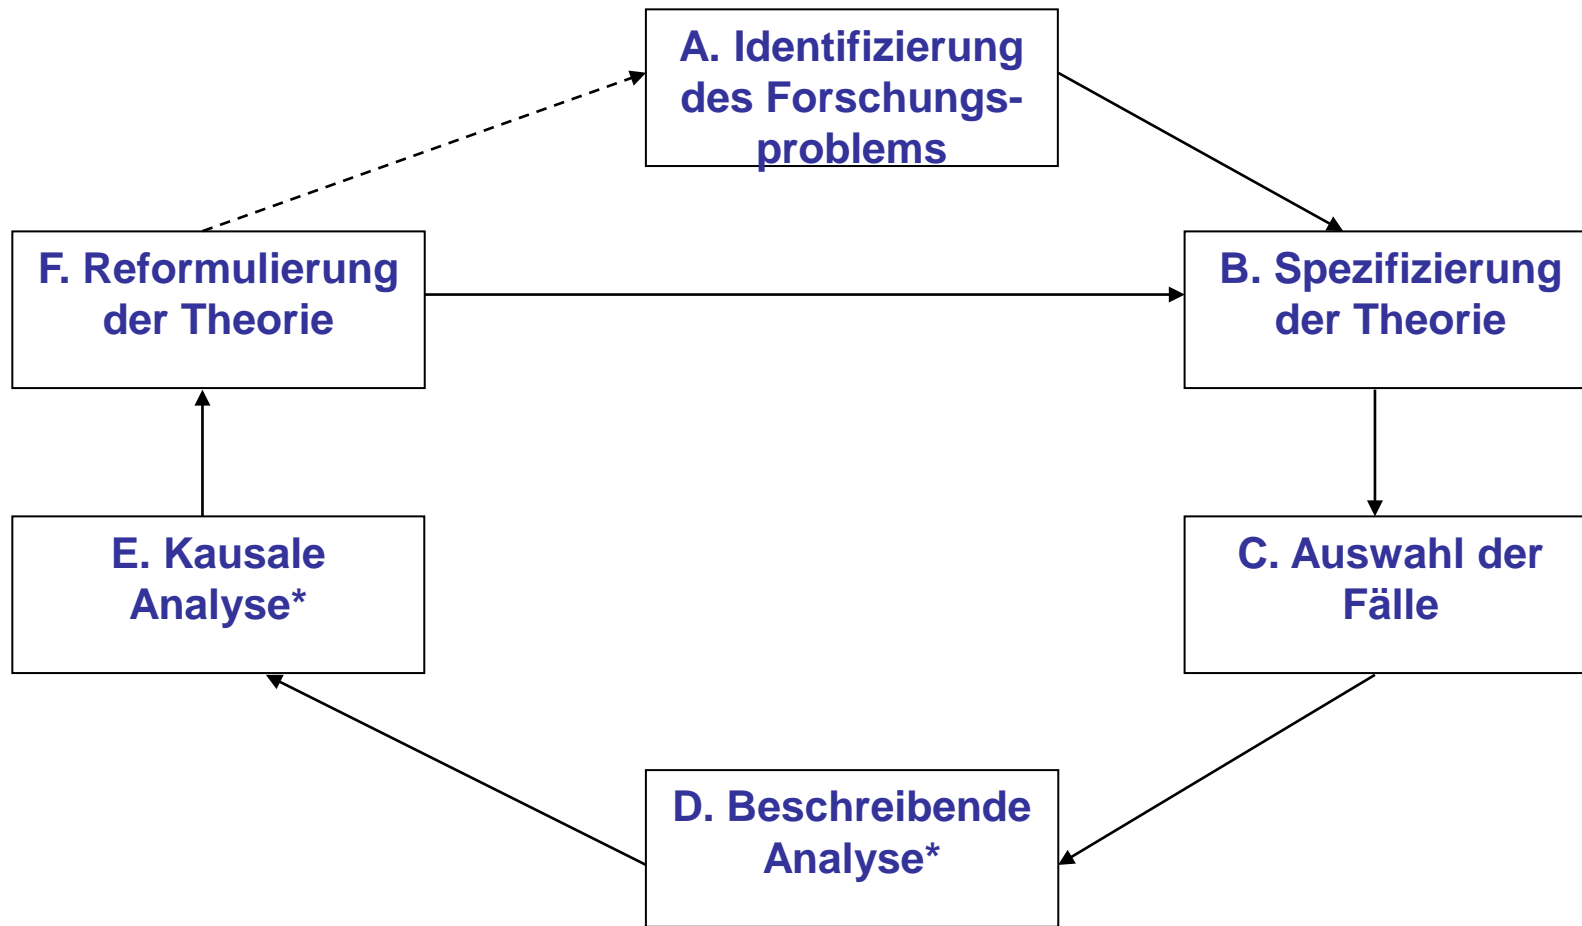 A. Identifizierung
des Forschungs-
problems
F. Reformulierung
der Theorie
B. Spezifizierung
der Theorie
E. Kausale
Analyse*
C. Auswahl der
Fälle
D. Beschreibende
Analyse*